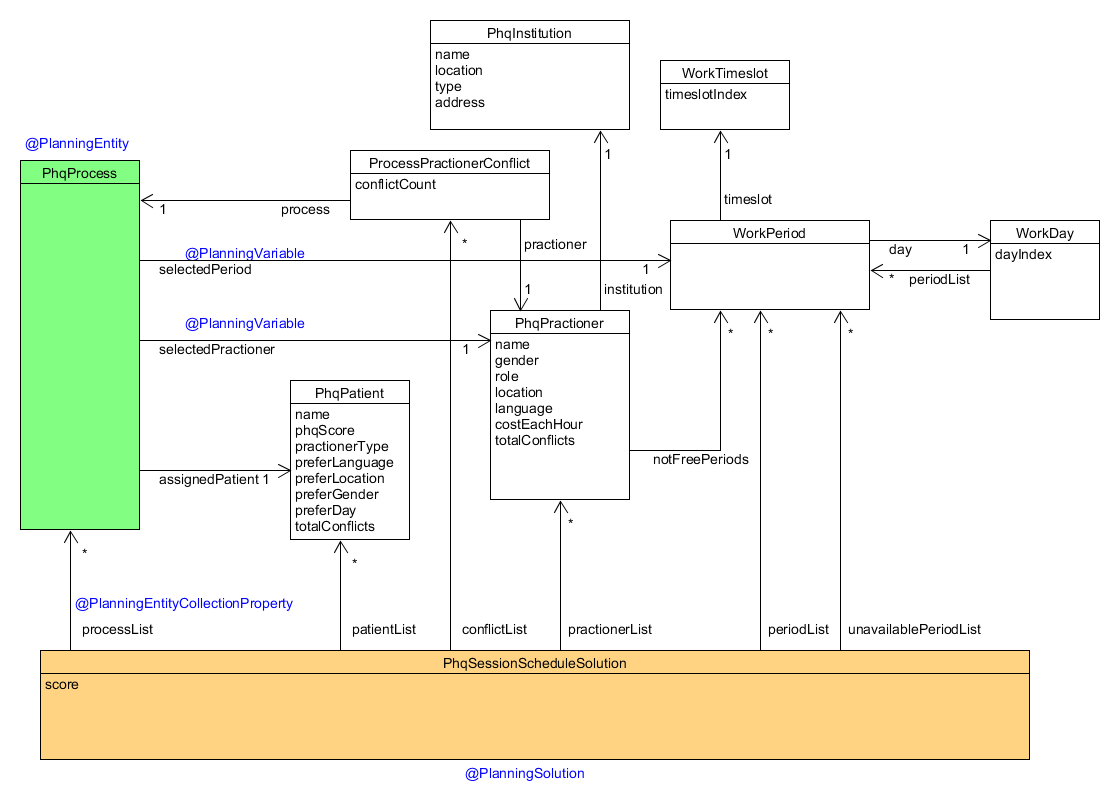 PhqInstitution
name
location
type
address
WorkTimeslot
timeslotIndex
@PlanningEntity
PhqProcess
ProcessPractionerConflict
conflictCount
1
1
1
process
timeslot
*
practioner
WorkPeriod
WorkDay
dayIndex
day
1
@PlanningVariable
selectedPeriod
1
* periodList
1
institution
@PlanningVariable
selectedPractioner
1
PhqPractioner
name
gender
role
location
language
costEachHour
totalConflicts
*
*
*
PhqPatient
name
phqScore
practionerType
preferLanguage
preferLocation
preferGender
preferDay
totalConflicts
assignedPatient 1
notFreePeriods
*
*
*
@PlanningEntityCollectionProperty
processList
patientList
conflictList
practionerList
periodList
unavailablePeriodList
PhqSessionScheduleSolution
score
@PlanningSolution